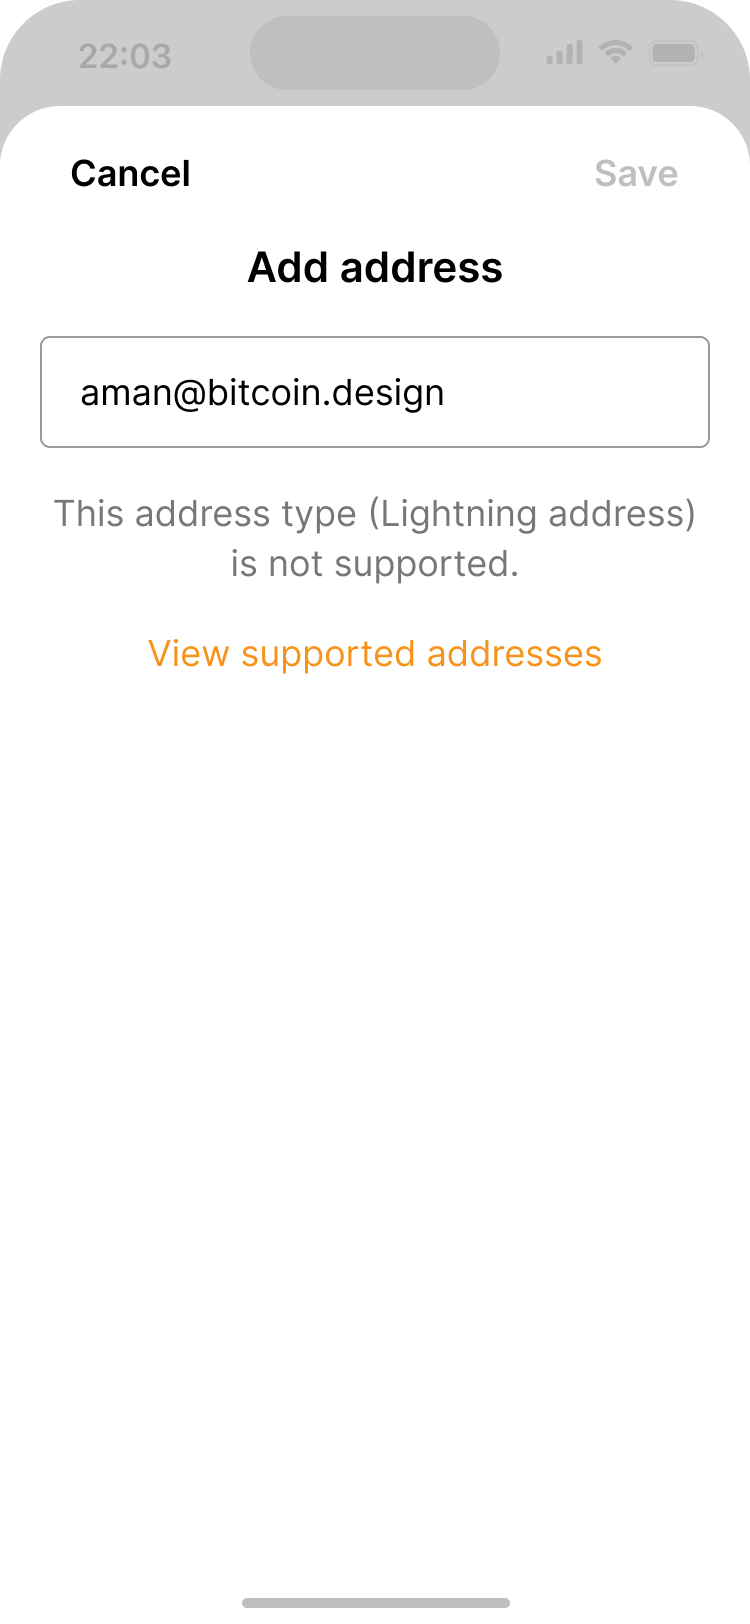 22:03
Cancel
Save
Add address
aman@bitcoin.design
This address type (Lightning address)
is not supported.
View supported addresses